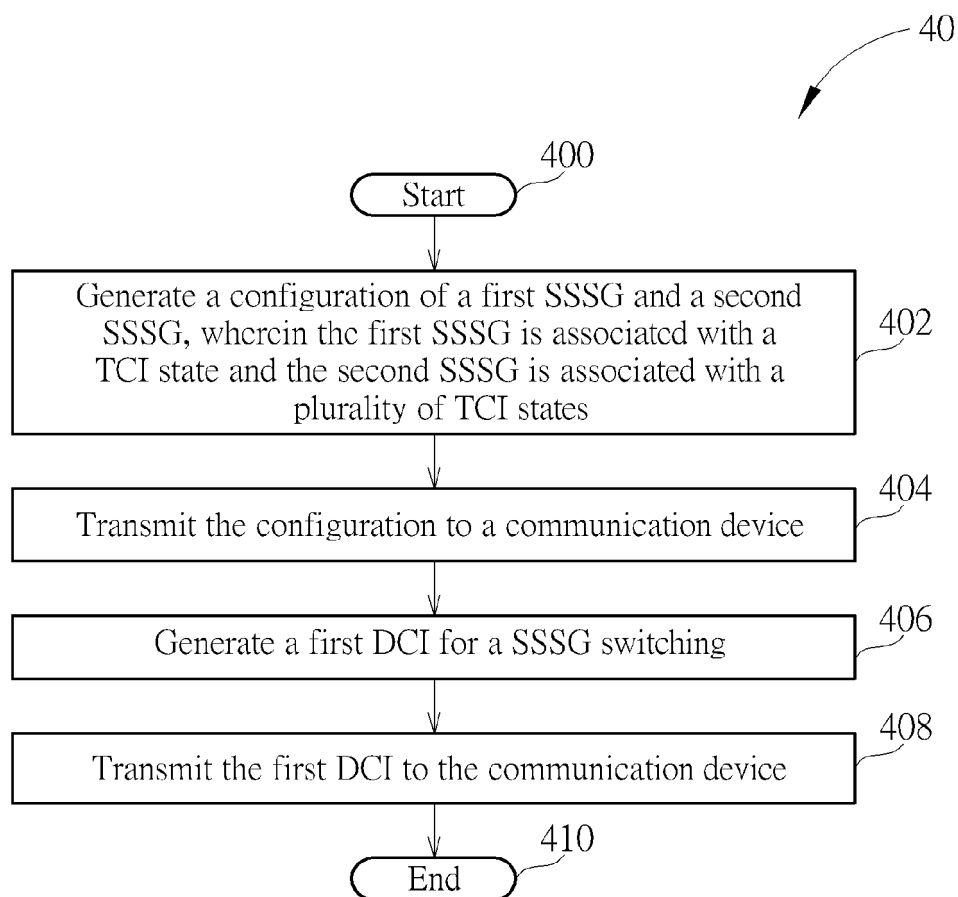 40
400
Start
Generate a configuration of a first SSSG and a second
SSSG, wherein the first SSSG is associated with a
TCI state and the second SSSG is associated with a
plurality of TCI states
402
Transmit the configuration to a communication device
404
Generate a first DCI for a SSSG switching
406
Transmit the first DCI to the communication device
408
End
410